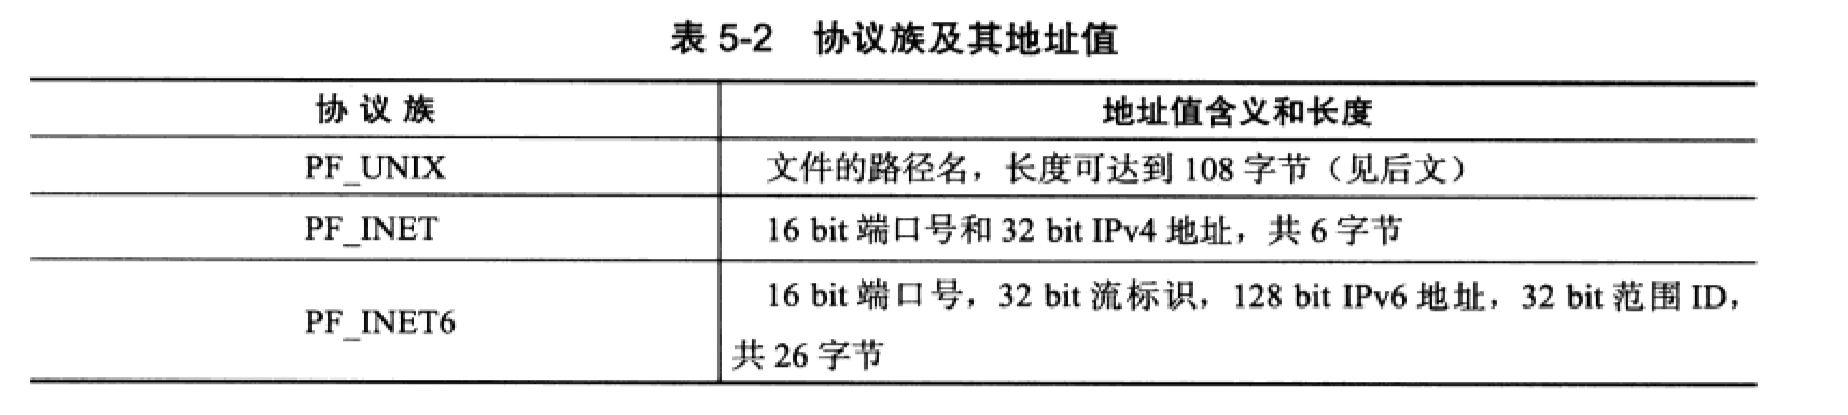 表 5-2 协议族及其地址值
协 议 族 地址值含义和长度
PF_UNIX 文件的路径名，长度可达到 108 字节（见后文）
PF_INET 16 bit 端口号和 32 bit IPv4 地址，共 6 字节
PF_INET6 16 bit 端口号，32 bit 流标识，128 bit IPv6 地址，32 bit 范围 ID，
共 26 字节